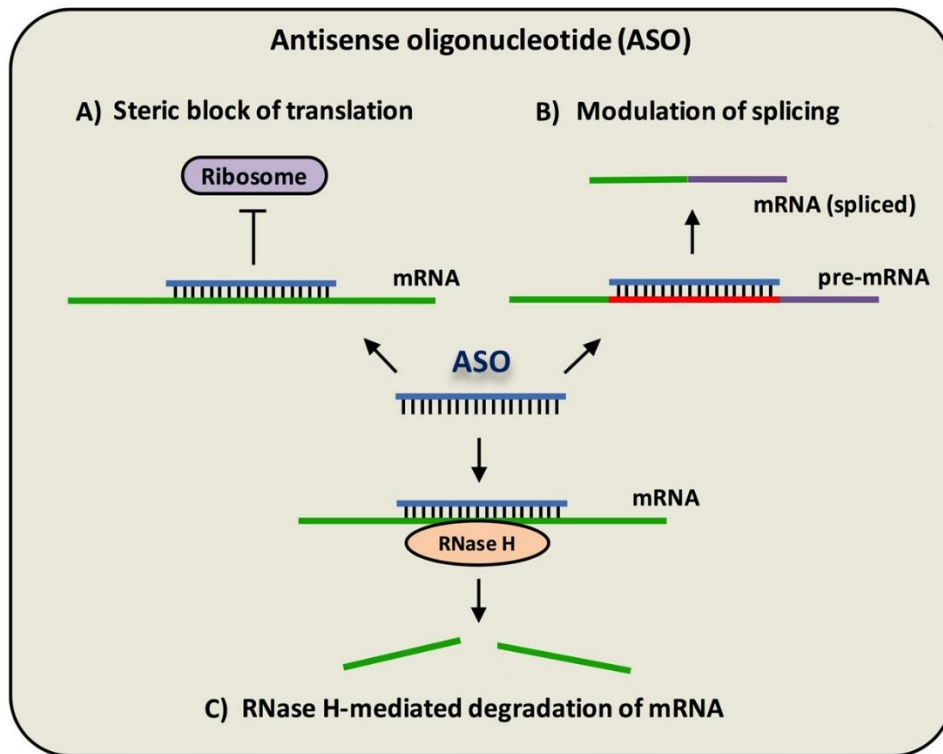 Antisense oligonucleotide (ASO)
A) Steric block of translation
Ribosome
mRNA
B) Modulation of splicing
mRNA (spliced)
pre-mRNA
ASO
mRNA
RNase H
C) RNase H-mediated degradation of mRNA